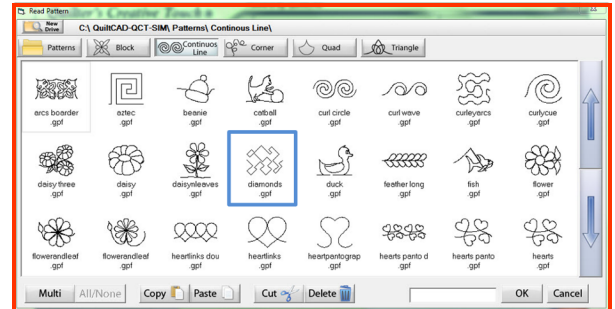 Read Pattern
New Drive C:\ QuiltCAD-QCT-SIM\ Patterns\ Continous Line\
Patterns Block Continuos Line Corner Quad Triangle
arcs boarder .gpf aztec .gpf beanie .gpf catball .gpf curl circle .gpf curl wave .gpf curleyarcs .gpf curlycue .gpf
daisy three .gpf daisy .gpf daisynleaves .gpf diamonds .gpf duck .gpf feather long .gpf fish .gpf flower .gpf
flowerandleaf .gpf flowerandleef .gpf heartlinks dou .gpf heartlinks .gpf heartpantograp .gpf hearts panto d .gpf hearts panto .gpf hearts .gpf
Multi All/None Copy Paste Cut Delete OK Cancel